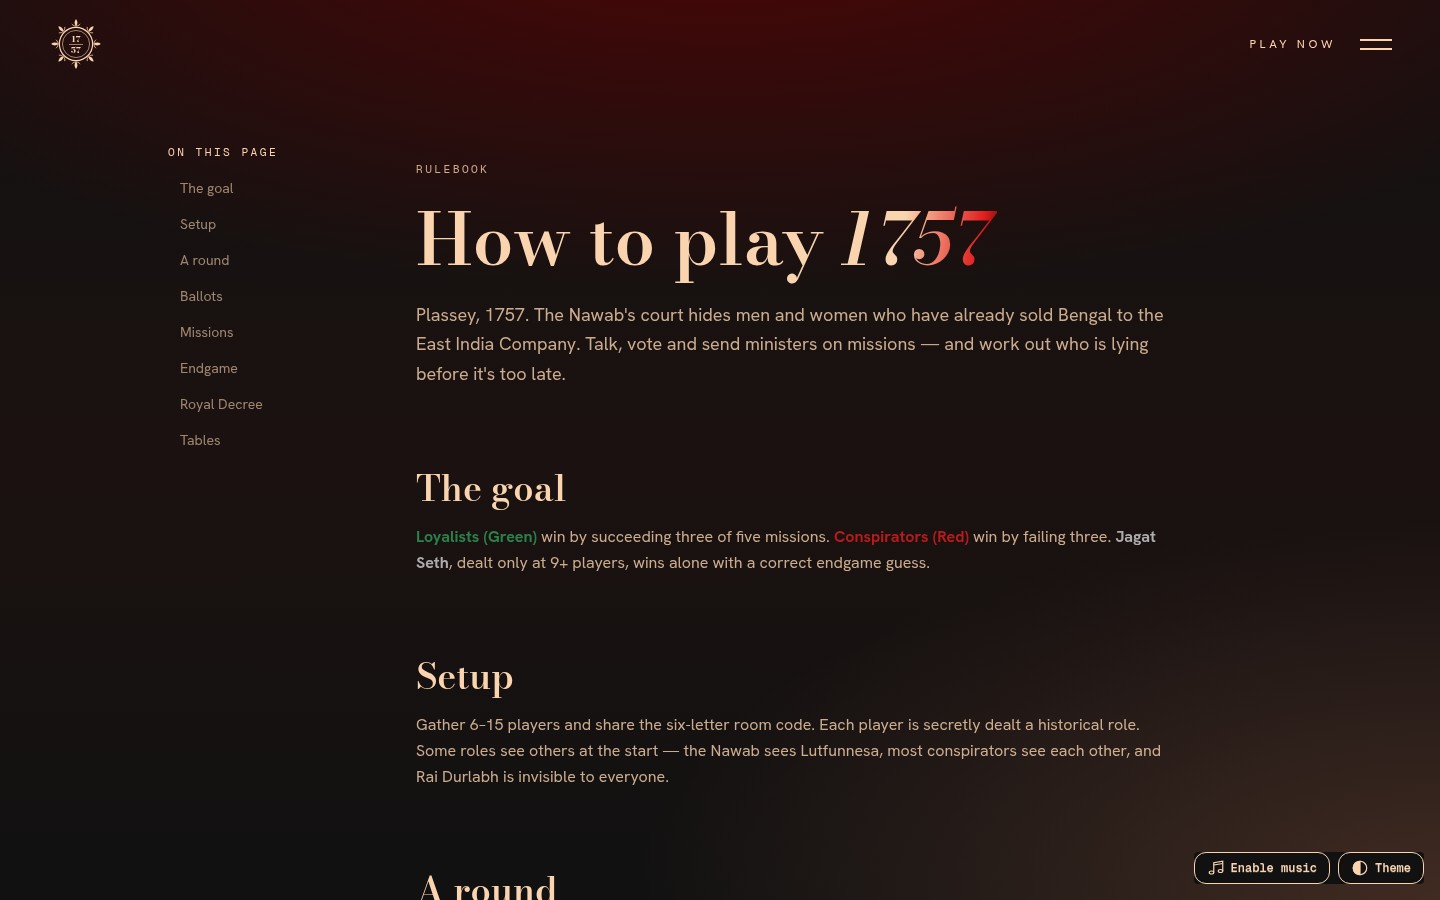 17
57
PLAY NOW
ON THIS PAGE
The goal
Setup
A round
Ballots
Missions
Endgame
Royal Decree
Tables
RULEBOOK
How to play 1757
Plassey, 1757. The Nawab's court hides men and women who have already sold Bengal to the
East India Company. Talk, vote and send ministers on missions — and work out who is lying
before it's too late.
The goal
Loyalists (Green) win by succeeding three of five missions. Conspirators (Red) win by failing three. Jagat
Seth, dealt only at 9+ players, wins alone with a correct endgame guess.
Setup
Gather 6–15 players and share the six-letter room code. Each player is secretly dealt a historical role.
Some roles see others at the start — the Nawab sees Lutfunnesa, most conspirators see each other, and
Rai Durlabh is invisible to everyone.
A round
Enable music
Theme